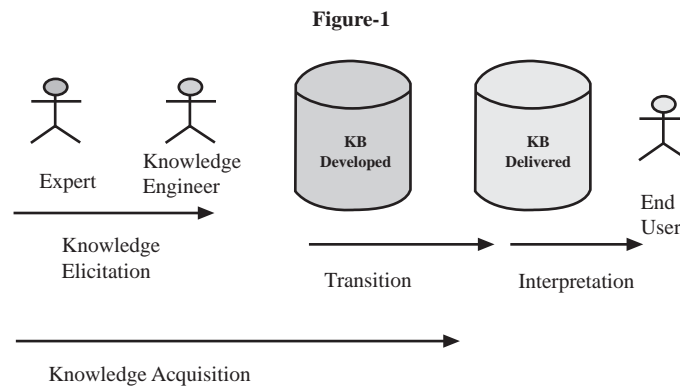 Figure-1
KB
Developed
KB
Delivered
Expert
Knowledge
Engineer
End
User
Knowledge
Elicitation
Transition
Interpretation
Knowledge Acquisition